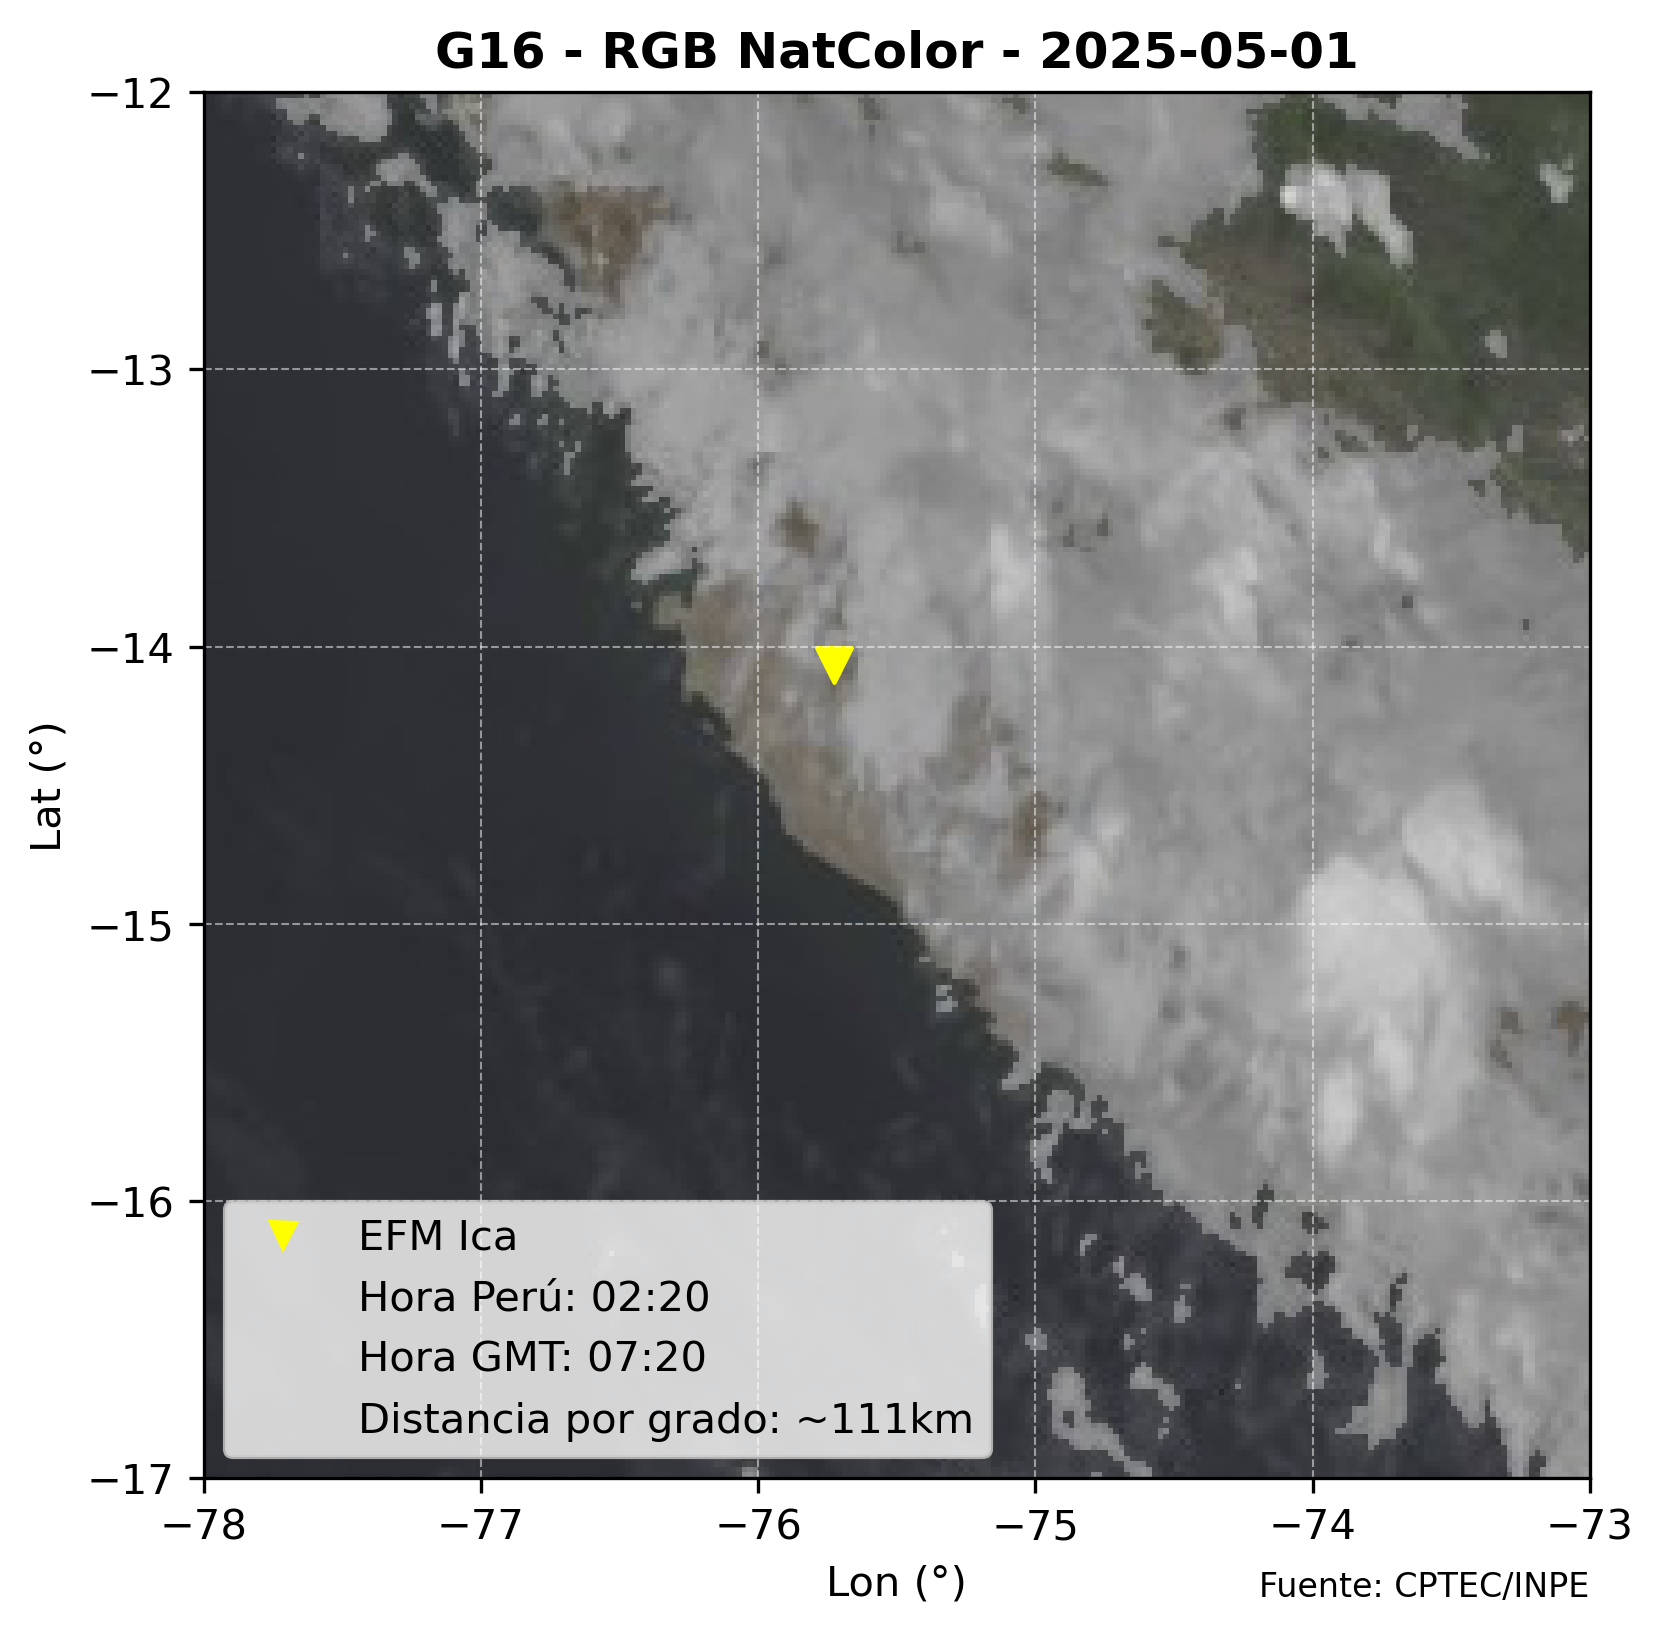 G16 - RGB NatColor - 2025-05-01
−12
−13
−14
−15
−16
−17
Lat (°)
EFM Ica
Hora Perú: 02:20
Hora GMT: 07:20
Distancia por grado: ~111km
−78
−77
−76
−75
−74
−73
Lon (°)
Fuente: CPTEC/INPE